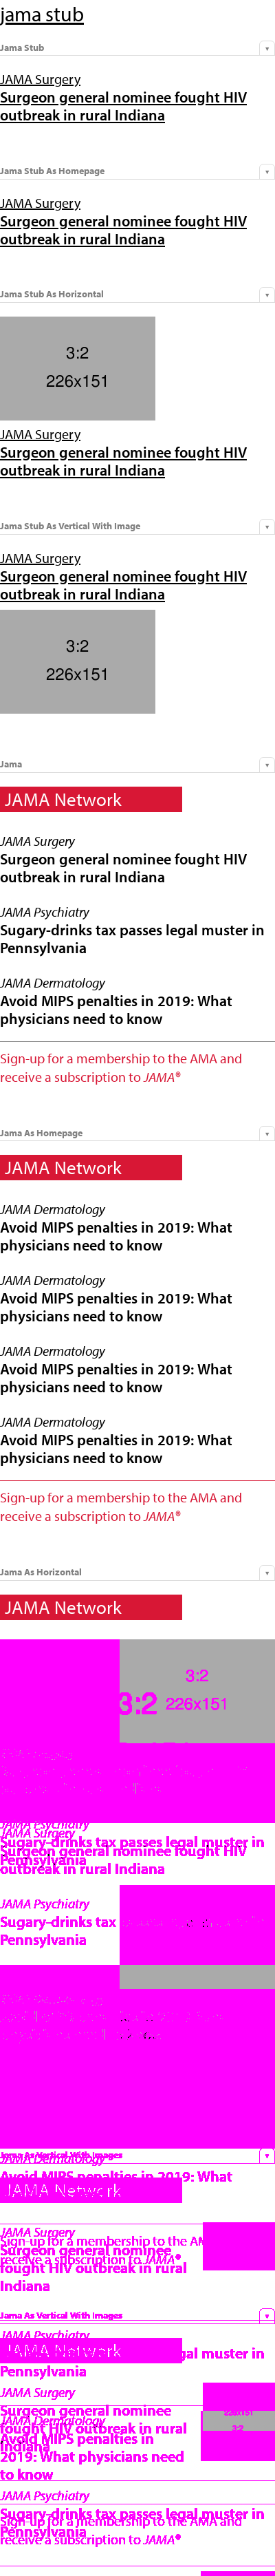 jama stub
Jama Stub
JAMA Surgery
Surgeon general nominee fought HIV
outbreak in rural Indiana
Jama Stub As Homepage
JAMA Surgery
Surgeon general nominee fought HIV
outbreak in rural Indiana
Jama Stub As Horizontal
3:2
226x151
JAMA Surgery
Surgeon general nominee fought HIV
outbreak in rural Indiana
Jama Stub As Vertical With Image
JAMA Surgery
Surgeon general nominee fought HIV
outbreak in rural Indiana
3:2
226x151
Jama
JAMA Network
JAMA Surgery
Surgeon general nominee fought HIV
outbreak in rural Indiana
JAMA Psychiatry
Sugary-drinks tax passes legal muster in
Pennsylvania
JAMA Dermatology
Avoid MIPS penalties in 2019: What
physicians need to know
Sign-up for a membership to the AMA and
receive a subscription to JAMA®
Jama As Homepage
JAMA Network
JAMA Dermatology
Avoid MIPS penalties in 2019: What
physicians need to know
JAMA Dermatology
Avoid MIPS penalties in 2019: What
physicians need to know
JAMA Dermatology
Avoid MIPS penalties in 2019: What
physicians need to know
JAMA Dermatology
Avoid MIPS penalties in 2019: What
physicians need to know
Sign-up for a membership to the AMA and
receive a subscription to JAMA®
Jama As Horizontal
JAMA Network
3:2
3:2
226x151
JAMA Psychiatry
JAMA Surgery
Sugary-drinks tax passes legal muster in
Surgeon general nominee fought HIV
Pennsylvania
outbreak in rural Indiana
JAMA Psychiatry
Sugary-drinks tax
Pennsylvania
Jama As Vertical With Images
JAMA Dermatology
Avoid MIPS penalties in 2019: What
JAMA Network
JAMA Surgery
Sign-up for a membership to the AM
Surgeon general nominee
receive a subscription to JAMA®
fought HIV outbreak in rural
Indiana
Jama As Vertical With Images
JAMA Psychiatry
JAMA Network
gal muster in
Pennsylvania
JAMA Surgery
Surgeon general nominee
226x151
JAMA Dermatology
fought HIV outbreak in rural
3:2
Avoid MIPS penalties in
Indiana
2019: What physicians need
to know
JAMA Psychiatry
Sugary-drinks tax passes legal muster in
Sign-up for a membership to the AMA and
Pennsylvania
receive a subscription to JAMA®